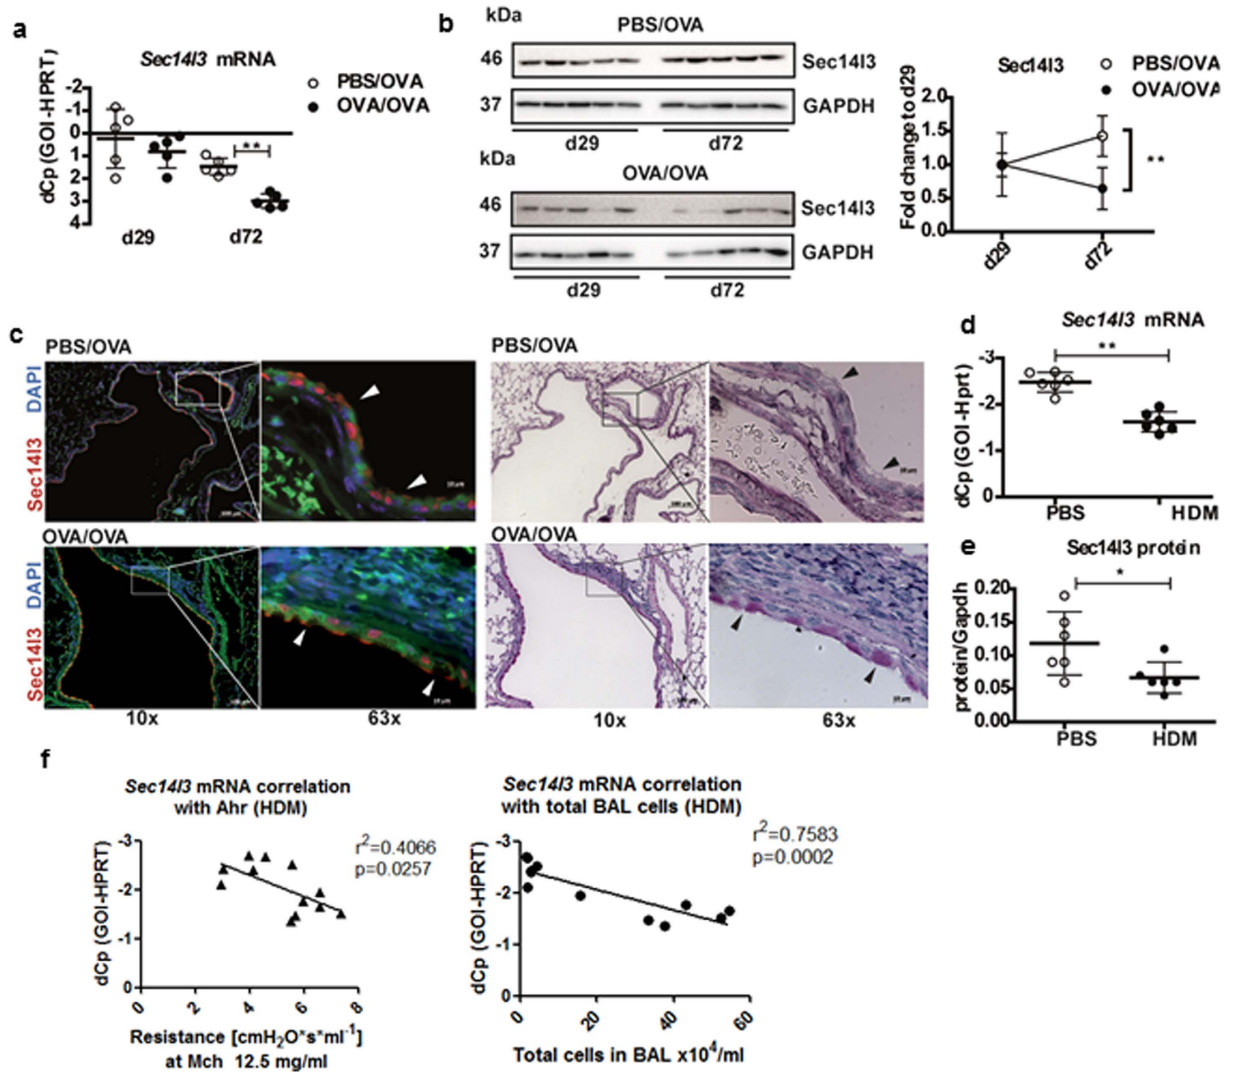 a
Sec14l3 mRNA
PBS/OVA
OVA/OVA
dCp (GOI-HPRT)
-2
-1
0
1
2
3
4
**
d29
d72
b
kDa
PBS/OVA
46
Sec14l3
37
GAPDH
d29
d72
kDa
OVA/OVA
46
Sec14l3
37
GAPDH
d29
d72
Sec14l3
PBS/OVA
OVA/OVA
Fold change to d29
2.0
1.5
1.0
0.5
0.0
**
d29
d72
c
PBS/OVA
PBS/OVA
Sec14l3 DAPI
OVA/OVA
OVA/OVA
Sec14l3 DAPI
10x
63x
10x
63x
d
Sec14l3 mRNA
**
dCp (GOI-Hprt)
-3
-2
-1
0
PBS
HDM
e
Sec14l3 protein
*
protein/Gapdh
0.20
0.15
0.10
0.05
0.00
PBS
HDM
f
Sec14l3 mRNA correlation
with Ahr (HDM)
r²=0.4066
p=0.0257
dCp (GOI-HPRT)
-3
-2
-1
0
0
2
4
6
8
Resistance [cmH₂O*s*ml⁻¹]
at Mch 12.5 mg/ml
Sec14l3 mRNA correlation
with total BAL cells (HDM)
r²=0.7583
p=0.0002
dCp (GOI-HPRT)
-3
-2
-1
0
0
20
40
60
Total cells in BAL x10⁴/ml